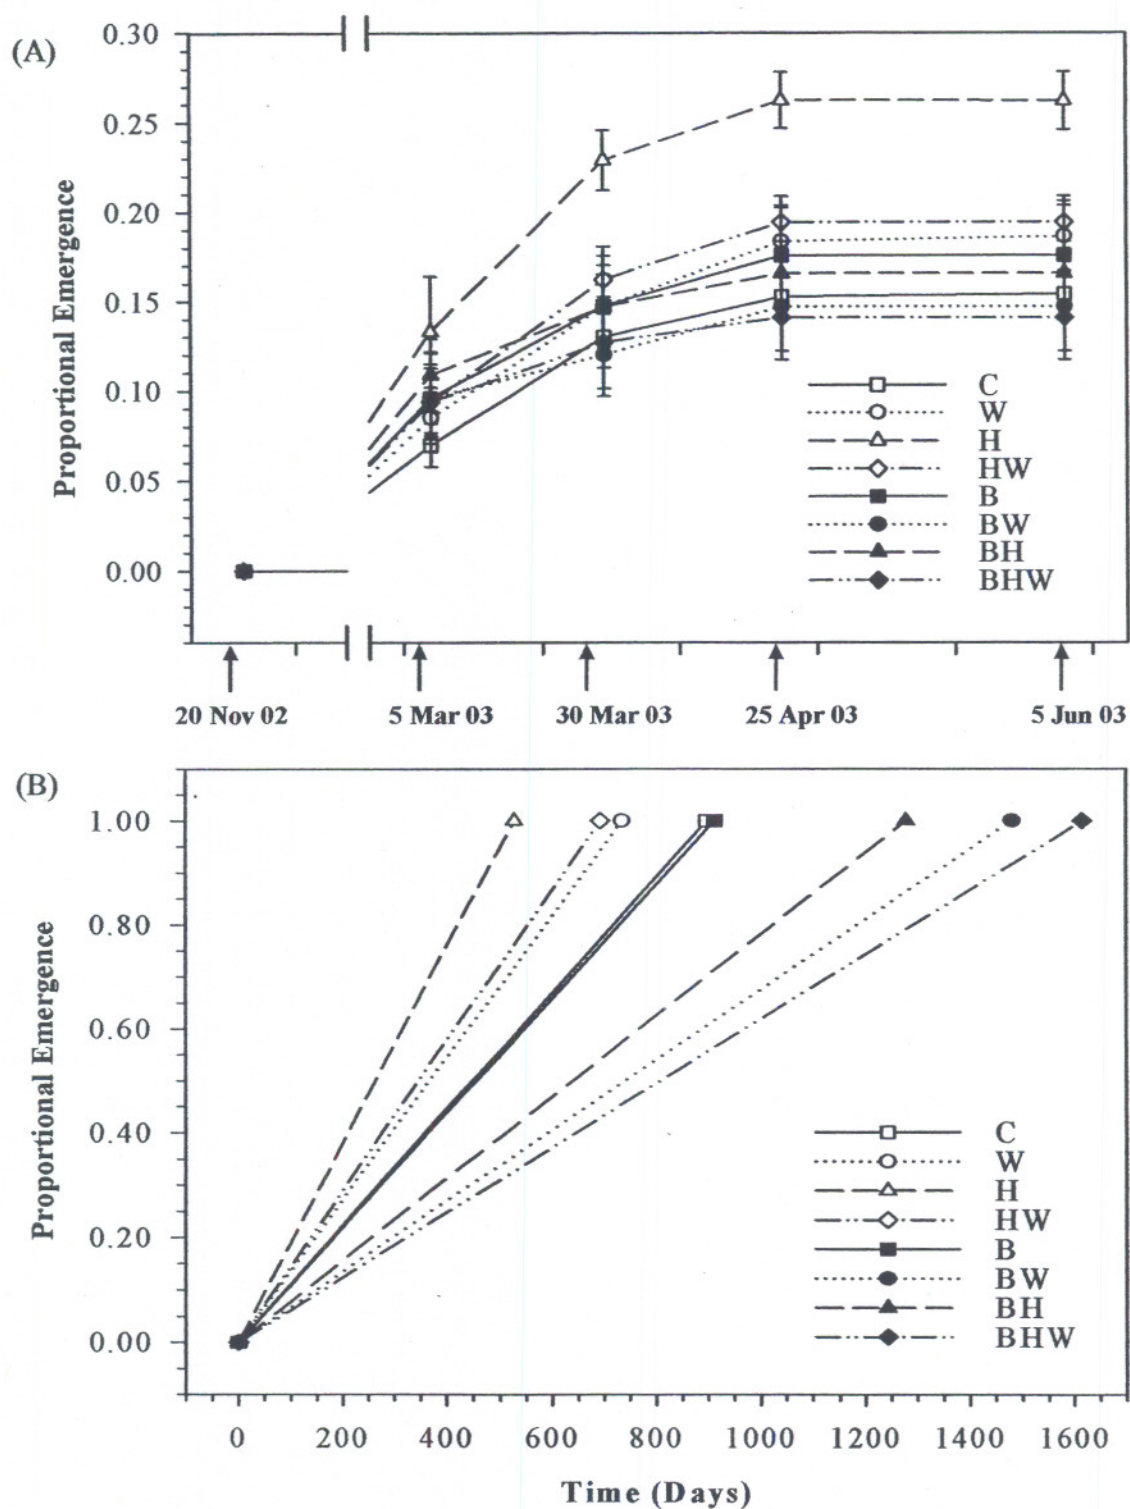 (A)
Proportional Emergence
0.30
0.25
0.20
0.15
0.10
0.05
0.00
C
W
H
HW
B
BW
BH
BHW
20 Nov 02
5 Mar 03
30 Mar 03
25 Apr 03
5 Jun 03
(B)
Proportional Emergence
1.00
0.80
0.60
0.40
0.20
0.00
C
W
H
HW
B
BW
BH
BHW
0 200 400 600 800 1000 1200 1400 1600
Time (Days)